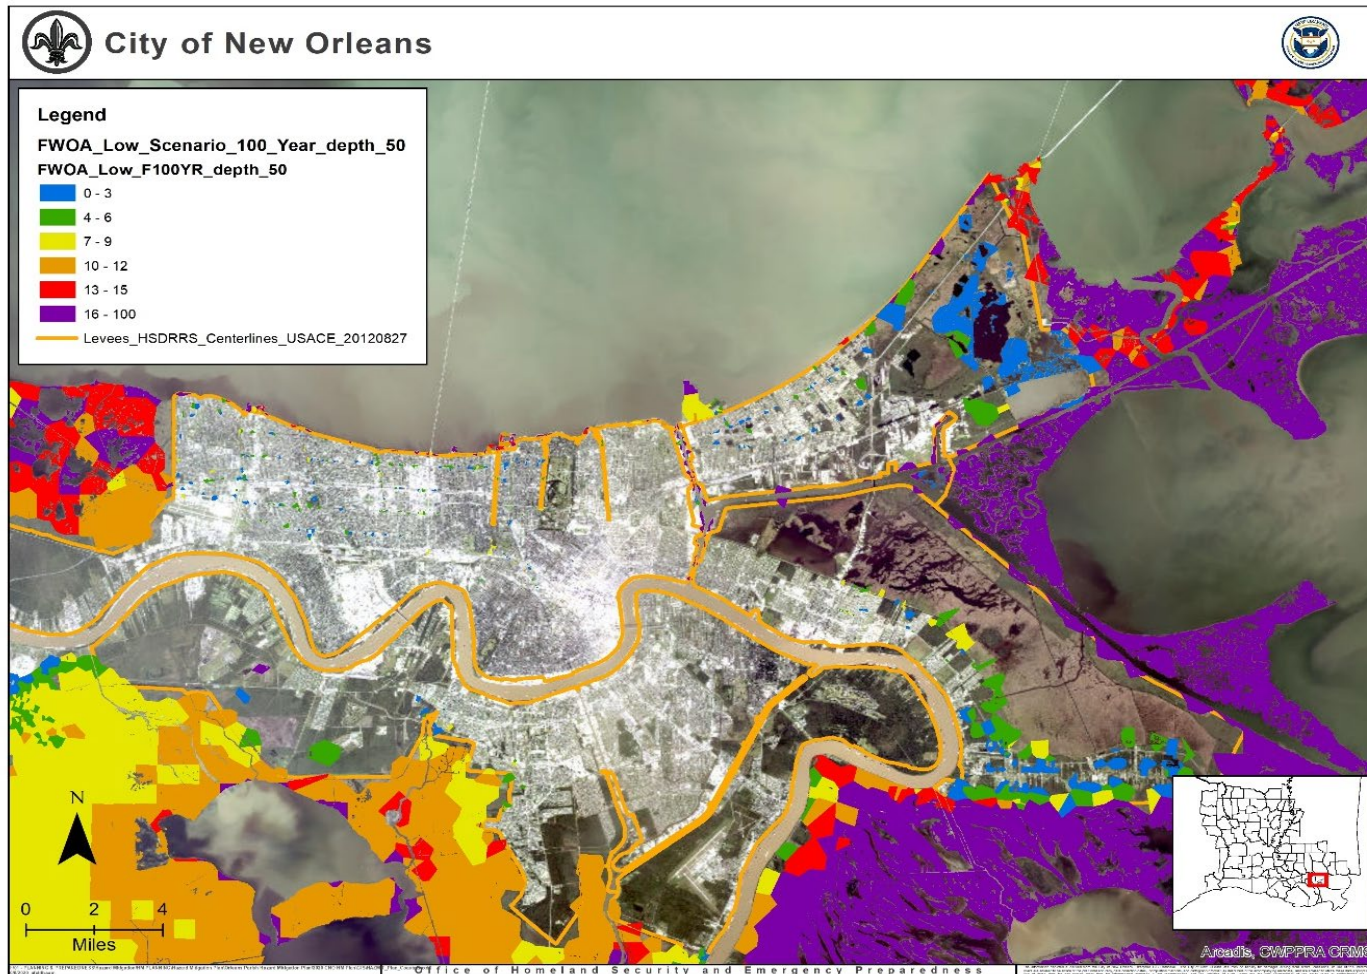 City of New Orleans
Legend
FWOA_Low_Scenario_100_Year_depth_50
FWOA_Low_F100YR_depth_50
0 - 3
4 - 6
7 - 9
10 - 12
13 - 15
16 - 100
Levees_HSDRRS_Centerlines_USACE_20120827
N
0 2 4
Miles
Arcadis, CWPPRA CRMS
Office of Homeland Security and Emergency Preparedness